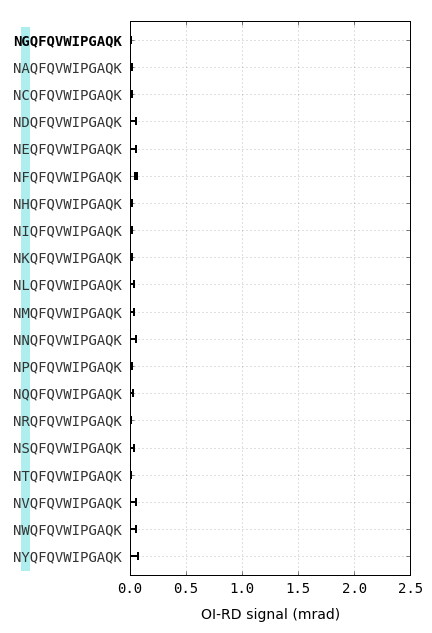 NGQFQVWIPGAQK
NAQFQVWIPGAQK
NCQFQVWIPGAQK
NDQFQVWIPGAQK
NEQFQVWIPGAQK
NFQFQVWIPGAQK
NHQFQVWIPGAQK
NIQFQVWIPGAQK
NKQFQVWIPGAQK
NLQFQVWIPGAQK
NMQFQVWIPGAQK
NNQFQVWIPGAQK
NPQFQVWIPGAQK
NQQFQVWIPGAQK
NRQFQVWIPGAQK
NSQFQVWIPGAQK
NTQFQVWIPGAQK
NVQFQVWIPGAQK
NWQFQVWIPGAQK
NYQFQVWIPGAQK
0.0 0.5 1.0 1.5 2.0 2.5
OI-RD signal (mrad)